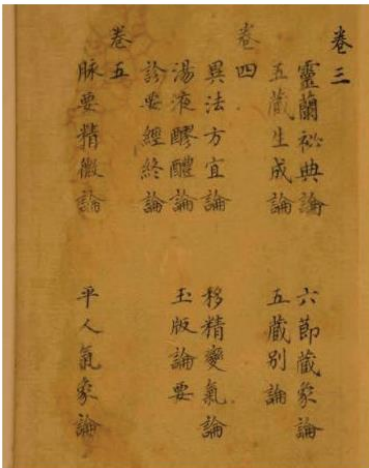 卷三
靈蘭祕典論 六節藏象論
五藏生成論 五藏別論
卷四
異法方宜論 移精變氣論
湯液醪醴論 玉版論要
診要經終論
卷五
脉要精微論 平人氣象論